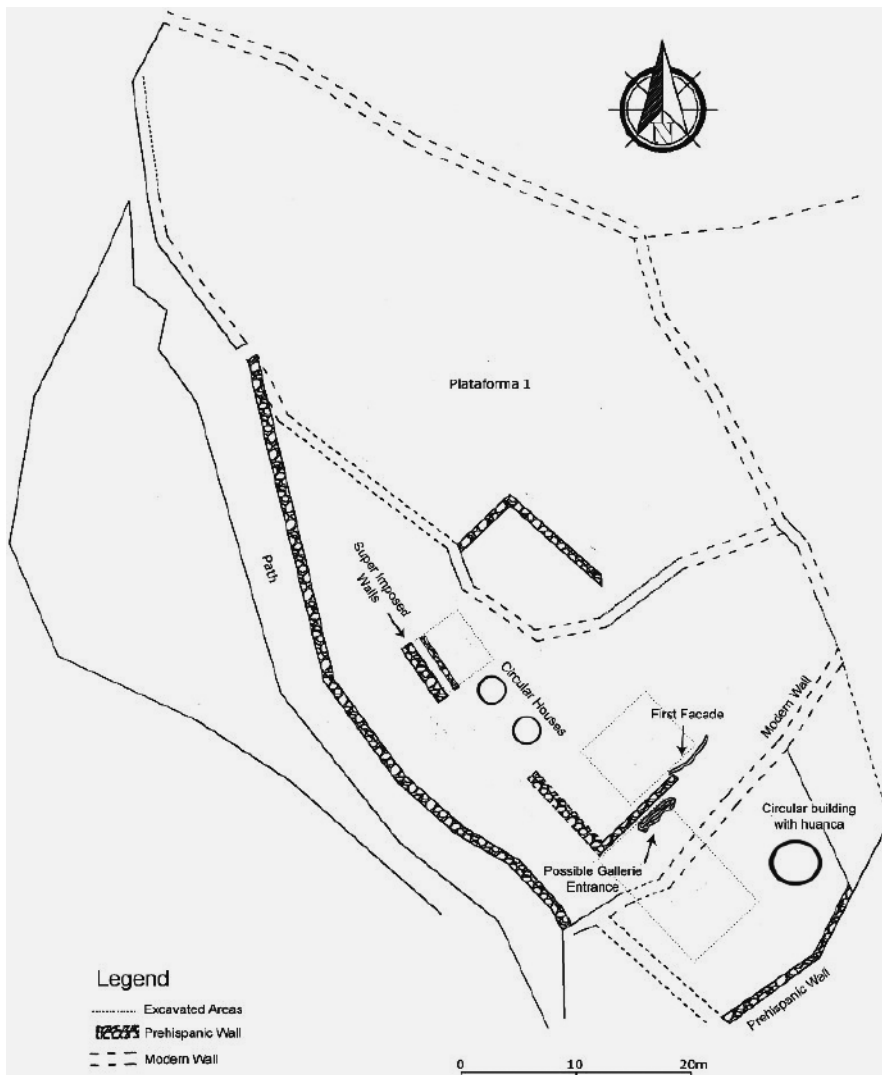 N
Plataforma 1
Path
Super Imposed
Walls
Circular Houses
First Facade
Modern Wall
Circular building
with huanca
Possible Gallerie
Entrance
Prehispanic Wall
Legend
Excavated Areas
Prehispanic Wall
Modern Wall
0 10 20m